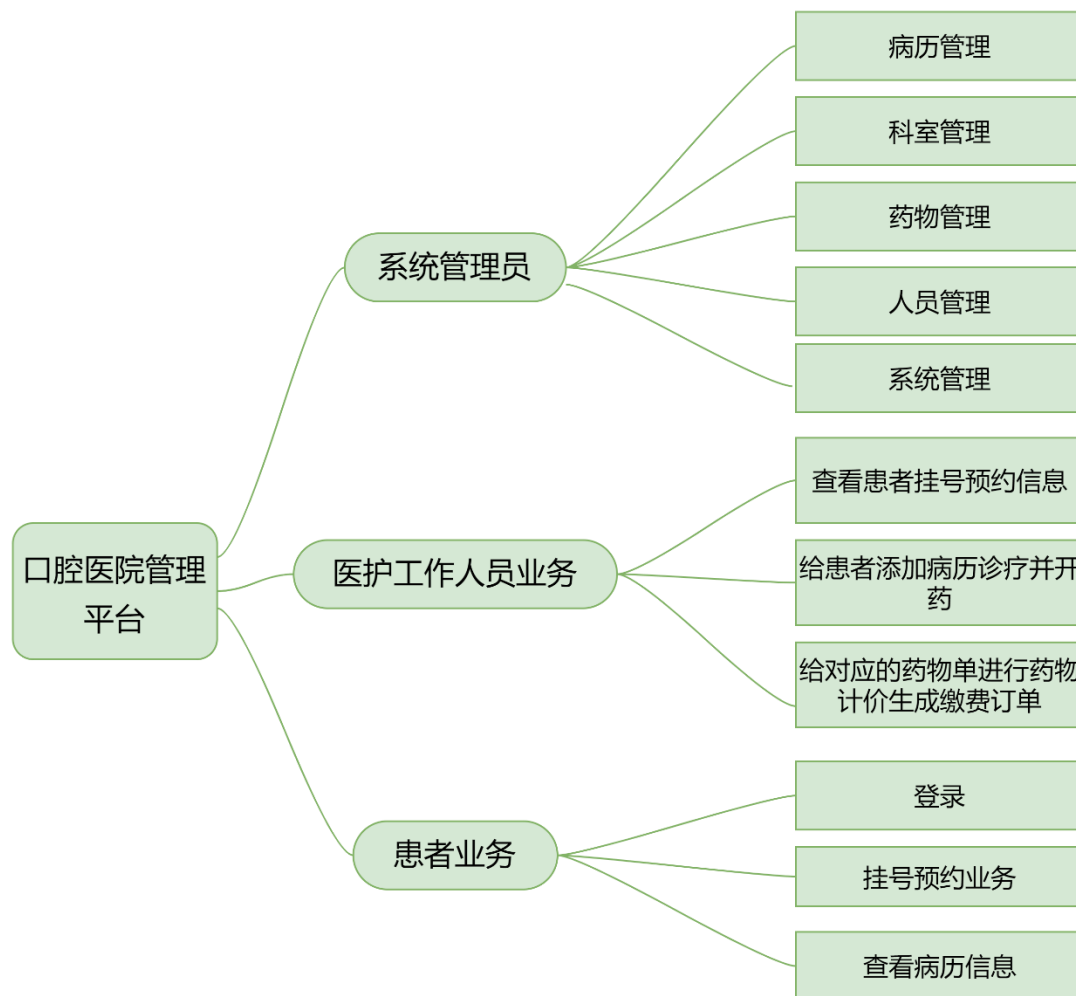 病历管理
科室管理
药物管理
系统管理员
人员管理
系统管理
查看患者挂号预约信息
口腔医院管理
平台
医护工作人员业务
给患者添加病历诊疗并开
药
给对应的药物单进行药物
计价生成缴费订单
登录
患者业务
挂号预约业务
查看病历信息